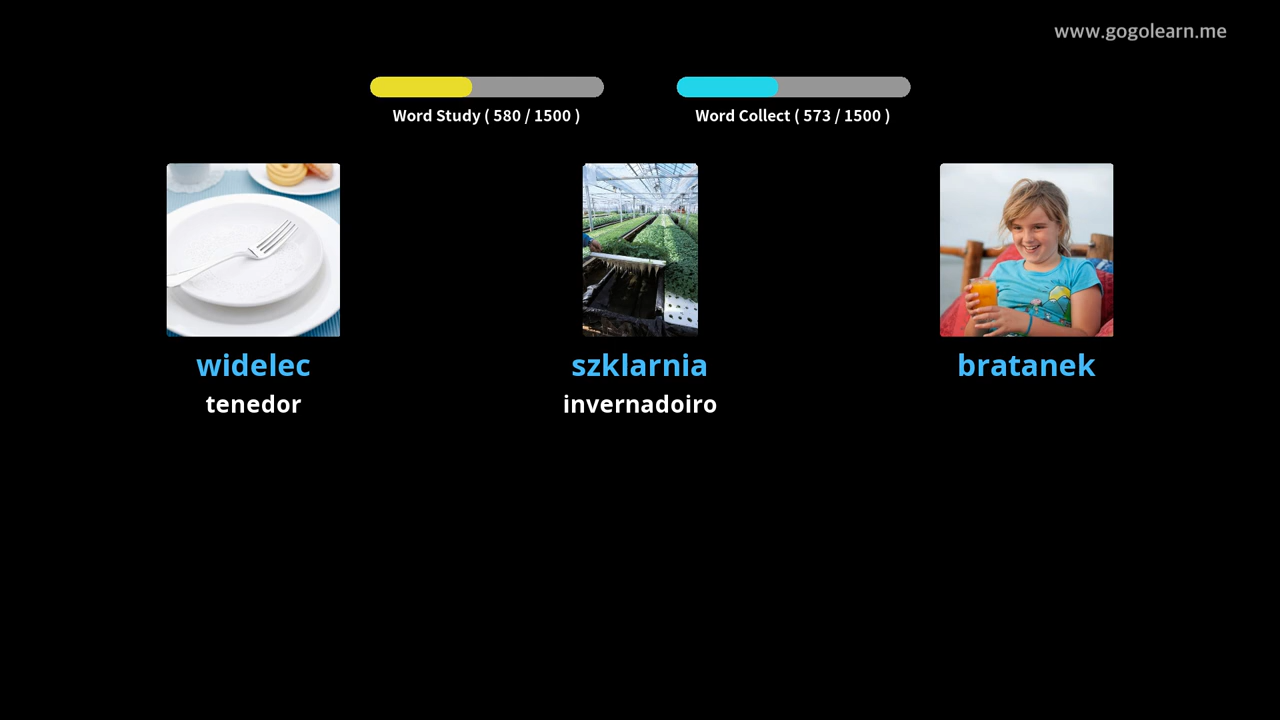 www.gogolearn.me
Word Study ( 580 / 1500 )
Word Collect ( 573 / 1500 )
widelec
szklarnia
bratanek
tenedor
invernadoiro